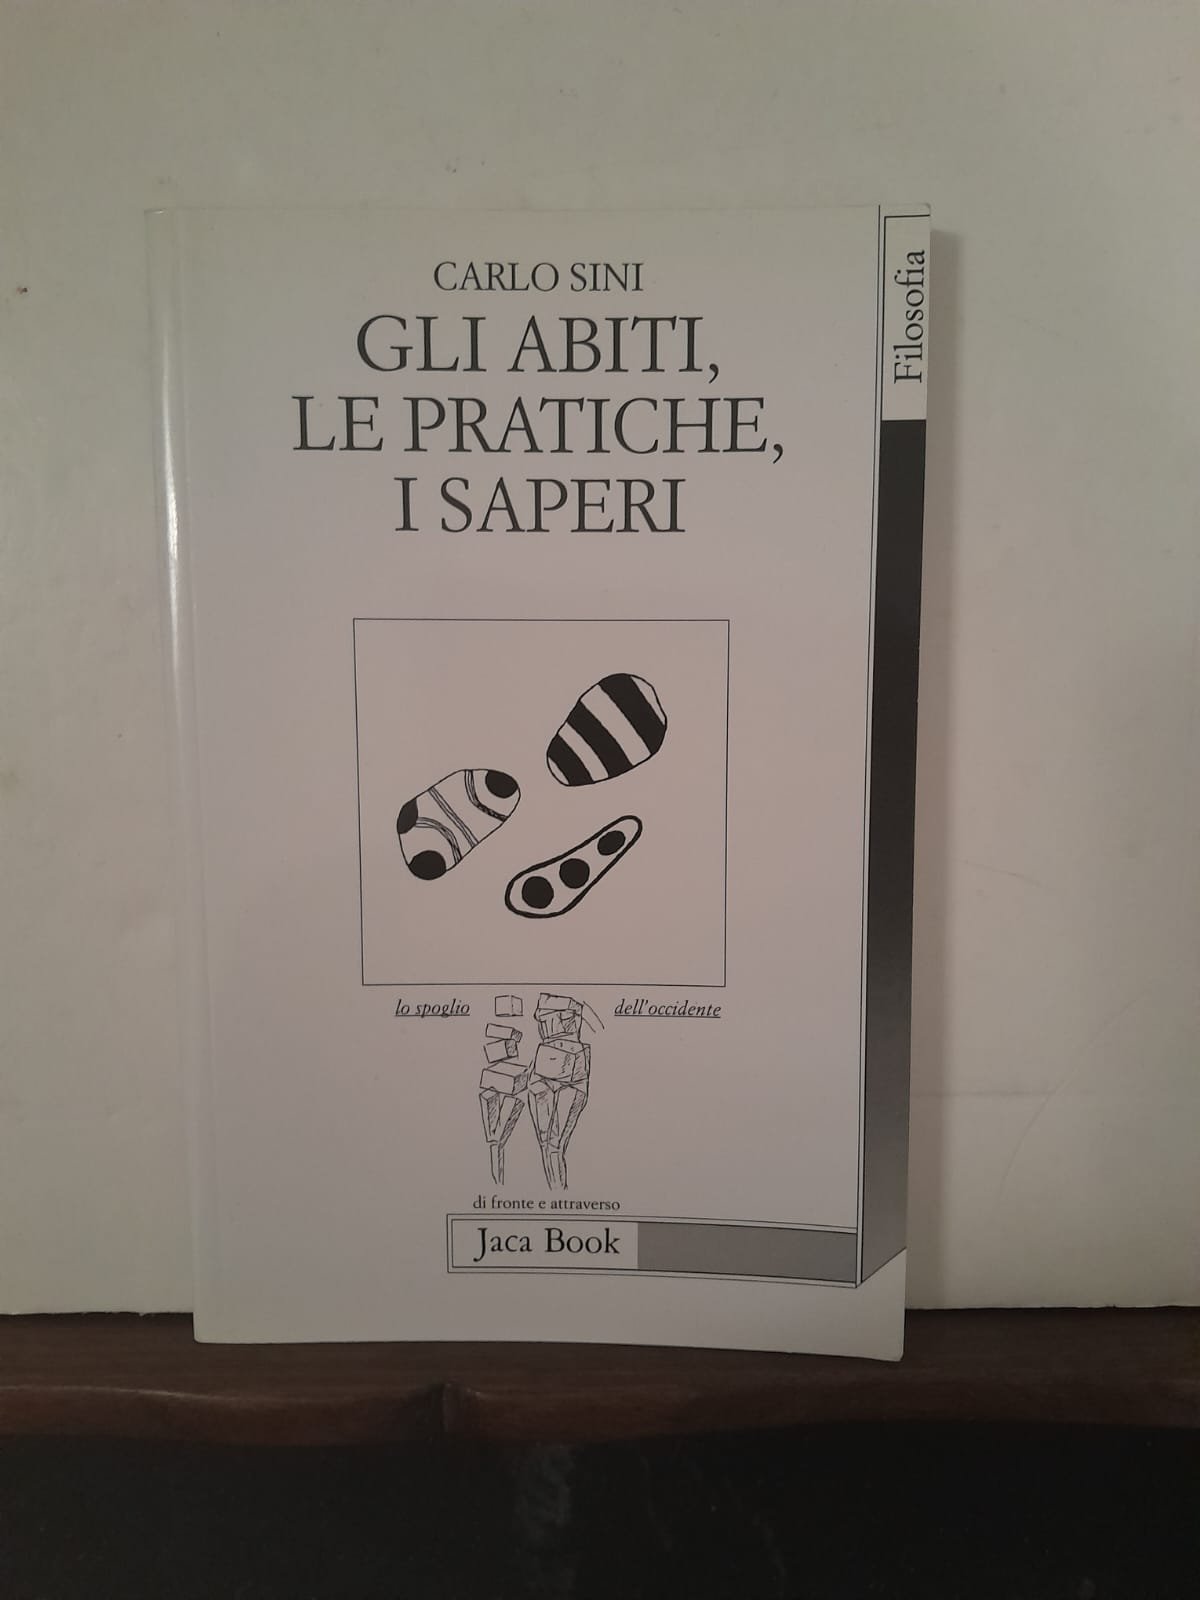 CARLO SINI
GLI ABITI,
LE PRATICHE,
I SAPERI
Filosofia
lo spoglio dell'occidente
di fronte e attraverso
Jaca Book